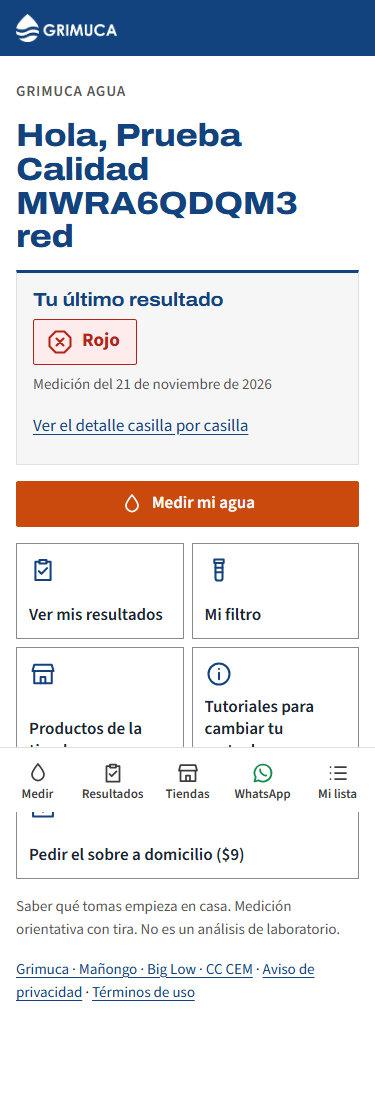 GRIMUCA
GRIMUCA AGUA
Hola, Prueba
Calidad
MWRA6QDQM3
red
Tu último resultado
Rojo
Medición del 21 de noviembre de 2026
Ver el detalle casilla por casilla
Medir mi agua
Ver mis resultados
Mi filtro
Productos de la
Tutoriales para
cambiar tu
Medir
Resultados
Tiendas
WhatsApp
Mi lista
Pedir el sobre a domicilio ($9)
Saber qué tomas empieza en casa. Medición
orientativa con tira. No es un análisis de laboratorio.
Grimuca · Mañongo · Big Low · CC CEM · Aviso de
privacidad · Términos de uso